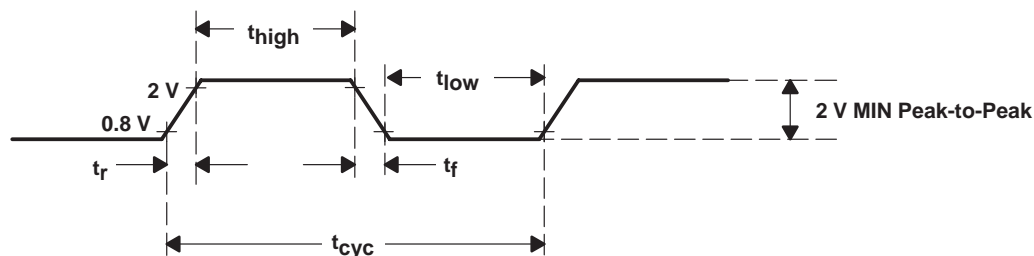 thigh
tlow
2 V
2 V MIN Peak-to-Peak
0.8 V
tr
tf
tcyc